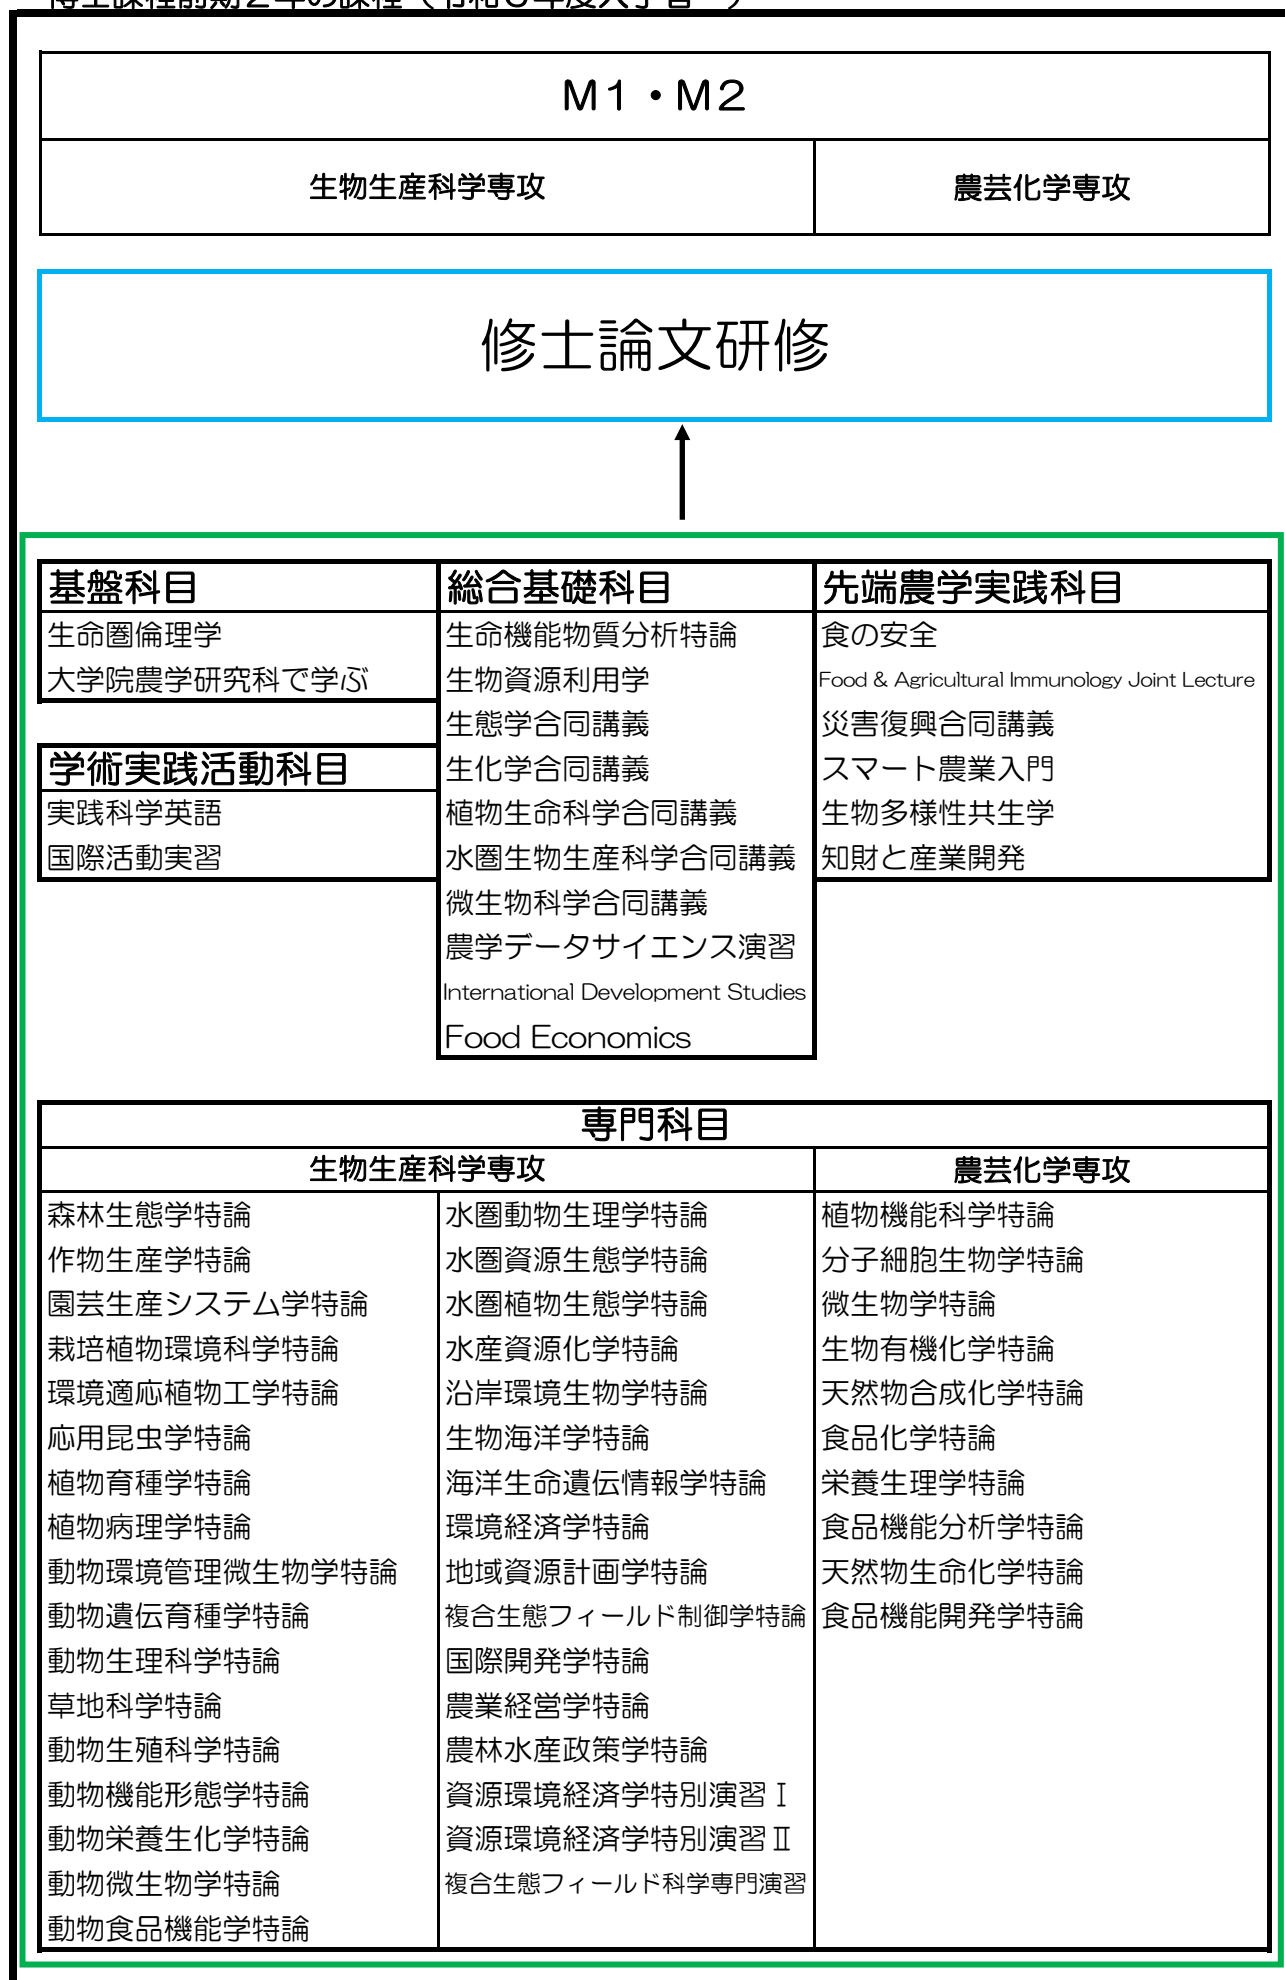 M1・M2
生物生産科学専攻
農芸化学専攻
修士論文研修
基盤科目
生命圏倫理学
大学院農学研究科で学ぶ
学術実践活動科目
実践科学英語
国際活動実習
総合基礎科目
生命機能物質分析特論
生物資源利用学
生態学合同講義
生化学合同講義
植物生命科学合同講義
水圏生物生産科学合同講義
微生物科学合同講義
農学データサイエンス演習
International Development Studies
Food Economics
先端農学実践科目
食の安全
Food & Agricultural Immunology Joint Lecture
災害復興合同講義
スマート農業入門
生物多様性共生学
知財と産業開発
専門科目
生物生産科学専攻
森林生態学特論
作物生産学特論
園芸生産システム学特論
栽培植物環境科学特論
環境適応植物工学特論
応用昆虫学特論
植物育種学特論
植物病理学特論
動物環境管理微生物学特論
動物遺伝育種学特論
動物生理科学特論
草地科学特論
動物生殖科学特論
動物機能形態学特論
動物栄養生化学特論
動物微生物学特論
動物食品機能学特論
水圏動物生理学特論
水圏資源生態学特論
水圏植物生態学特論
水産資源化学特論
沿岸環境生物学特論
生物海洋学特論
海洋生命遺伝情報学特論
環境経済学特論
地域資源計画学特論
複合生態フィールド制御学特論
国際開発学特論
農業経営学特論
農林水産政策学特論
資源環境経済学特別演習Ⅰ
資源環境経済学特別演習Ⅱ
複合生態フィールド科学専門演習
農芸化学専攻
植物機能科学特論
分子細胞生物学特論
微生物学特論
生物有機化学特論
天然物合成化学特論
食品化学特論
栄養生理学特論
食品機能分析学特論
天然物生命化学特論
食品機能開発学特論